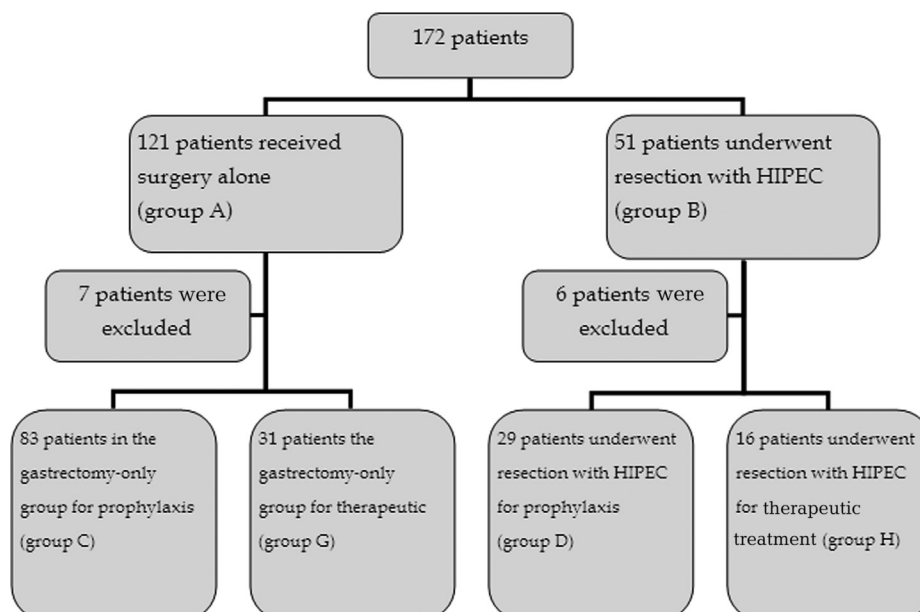 172 patients
121 patients received
surgery alone
(group A)
51 patients underwent
resection with HIPEC
(group B)
7 patients were
excluded
6 patients were
excluded
83 patients in the
gastrectomy-only
group for prophylaxis
(group C)
31 patients the
gastrectomy-only
group for therapeutic
(group G)
29 patients underwent
resection with HIPEC
for prophylaxis
(group D)
16 patients underwent
resection with HIPEC
for therapeutic
treatment (group H)